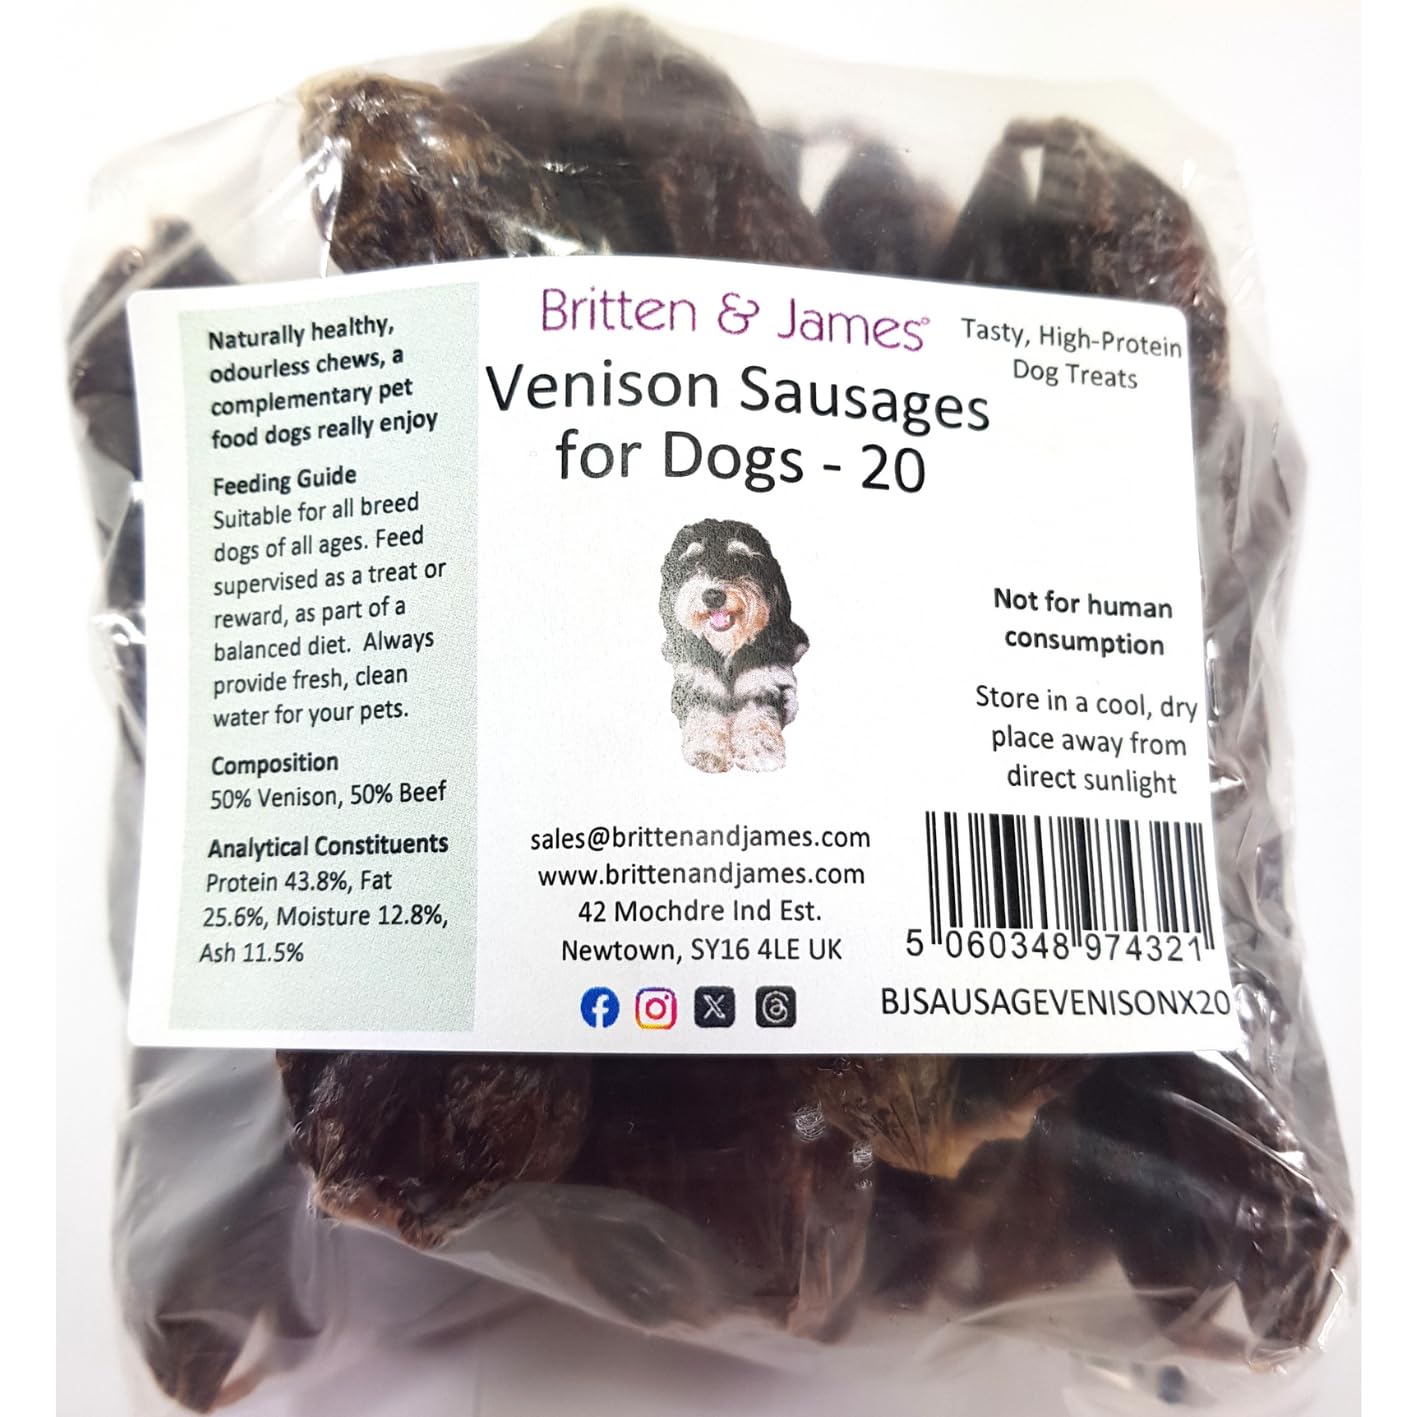 Britten & James®
Venison Sausages
for Dogs - 20
Tasty, High-Protein
Dog Treats
Naturally healthy,
odourless chews, a
complementary pet
food dogs really enjoy
Feeding Guide
Suitable for all breed
dogs of all ages. Feed
supervised as a treat or
reward, as part of a
balanced diet. Always
provide fresh, clean
water for your pets.
Composition
50% Venison, 50% Beef
Analytical Constituents
Protein 43.8%, Fat
25.6%, Moisture 12.8%,
Ash 11.5%
sales@brittenandjames.com
www.brittenandjames.com
42 Mochdre Ind Est.
Newtown, SY16 4LE UK
Not for human
consumption
Store in a cool, dry
place away from
direct sunlight
5 060348 974321
BJSAUSAGEVENISONX20